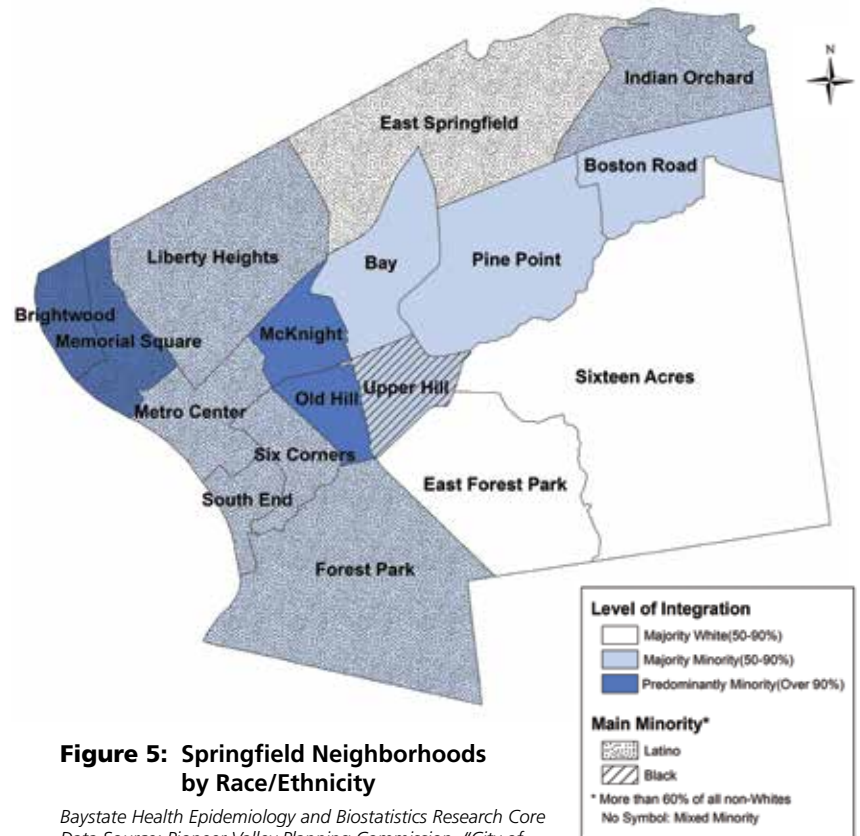 N
Indian Orchard
East Springfield
Boston Road
Liberty Heights
Bay
Pine Point
Brightwood
McKnight
Memorial Square
Sixteen Acres
Old Hill
Upper Hill
Metro Center
Six Corners
East Forest Park
South End
Forest Park
Level of Integration
Majority White(50-90%)
Majority Minority(50-90%)
Predominantly Minority(Over 90%)
Main Minority*
Latino
Black
* More than 60% of all non-Whites
No Symbol: Mixed Minority
Figure 5: Springfield Neighborhoods
by Race/Ethnicity
Baystate Health Epidemiology and Biostatistics Research Core
Data Source: Pioneer Valley Planning Commission, "City of